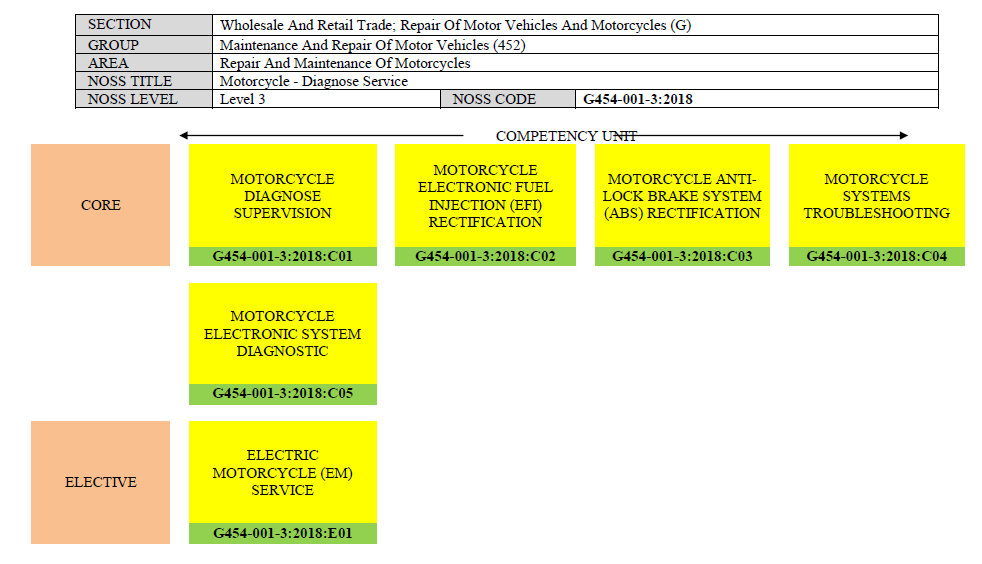 SECTION Wholesale And Retail Trade; Repair Of Motor Vehicles And Motorcycles (G)
GROUP Maintenance And Repair Of Motor Vehicles (452)
AREA Repair And Maintenance Of Motorcycles
NOSS TITLE Motorcycle - Diagnose Service
NOSS LEVEL Level 3 NOSS CODE G454-001-3:2018
COMPETENCY UNIT
CORE
MOTORCYCLE
DIAGNOSE
SUPERVISION
G454-001-3:2018:C01
MOTORCYCLE
ELECTRONIC FUEL
INJECTION (EFI)
RECTIFICATION
G454-001-3:2018:C02
MOTORCYCLE ANTI-
LOCK BRAKE SYSTEM
(ABS) RECTIFICATION
G454-001-3:2018:C03
MOTORCYCLE
SYSTEMS
TROUBLESHOOTING
G454-001-3:2018:C04
MOTORCYCLE
ELECTRONIC SYSTEM
DIAGNOSTIC
G454-001-3:2018:C05
ELECTIVE
ELECTRIC
MOTORCYCLE (EM)
SERVICE
G454-001-3:2018:E01